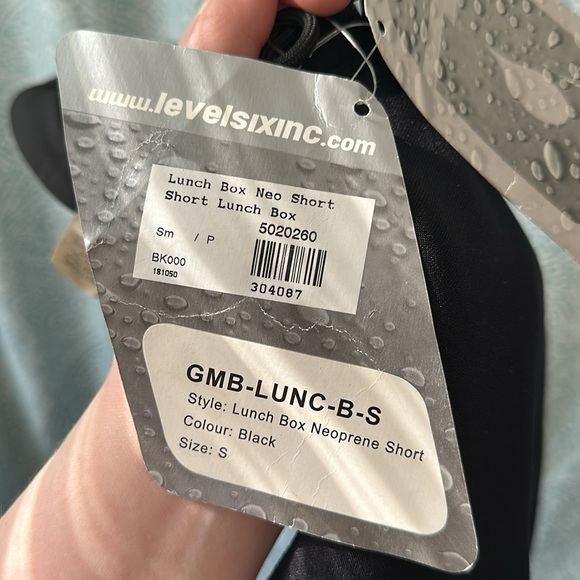 www.levelsixinc.com
Lunch Box Neo Short
Short Lunch Box
5020260
Sm / P
BK000
181050
304087
GMB-LUNC-B-S
Style: Lunch Box Neoprene Short
Colour: Black
Size: S